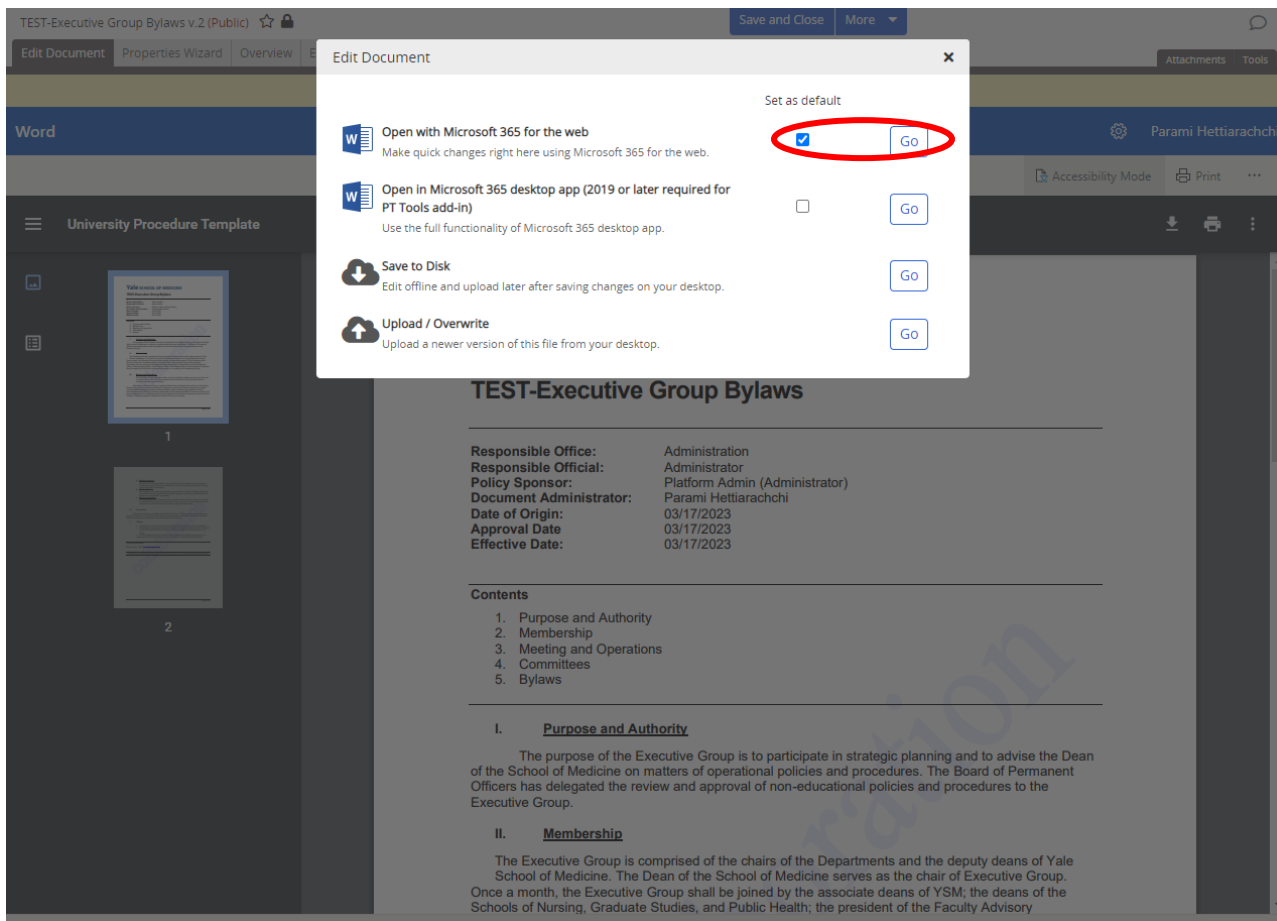 TEST-Executive Group Bylaws v.2 (Public)
Save and Close
More
Edit Document
Properties Wizard
Overview
E
Attachments
Tools
Edit Document
×
Set as default
Open with Microsoft 365 for the web
Make quick changes right here using Microsoft 365 for the web.
Go
Open in Microsoft 365 desktop app (2019 or later required for
PT Tools add-in)
Use the full functionality of Microsoft 365 desktop app.
Go
Save to Disk
Edit offline and upload later after saving changes on your desktop.
Go
Upload / Overwrite
Upload a newer version of this file from your desktop.
Go
Word
Parami Hettiarachch
Accessibility Mode
Print
...
University Procedure Template
1
2
TEST-Executive Group Bylaws
Responsible Office: Administration
Responsible Official: Administrator
Policy Sponsor: Platform Admin (Administrator)
Document Administrator: Parami Hettiarachchi
Date of Origin: 03/17/2023
Approval Date 03/17/2023
Effective Date: 03/17/2023
Contents
1. Purpose and Authority
2. Membership
3. Meeting and Operations
4. Committees
5. Bylaws
I. Purpose and Authority
The purpose of the Executive Group is to participate in strategic planning and to advise the Dean
of the School of Medicine on matters of operational policies and procedures. The Board of Permanent
Officers has delegated the review and approval of non-educational policies and procedures to the
Executive Group.
II. Membership
The Executive Group is comprised of the chairs of the Departments and the deputy deans of Yale
School of Medicine. The Dean of the School of Medicine serves as the chair of Executive Group.
Once a month, the Executive Group shall be joined by the associate deans of YSM; the deans of the
Schools of Nursing, Graduate Studies, and Public Health; the president of the Faculty Advisory
ration